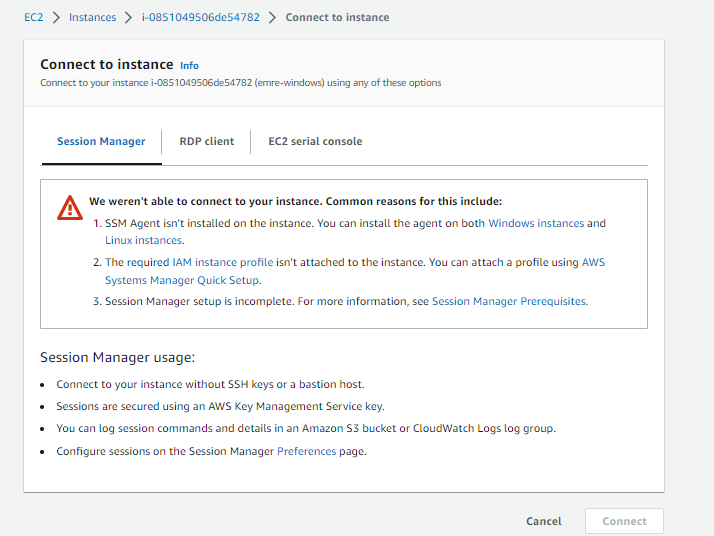 EC2 > Instances > i-0851049506de54782 > Connect to instance
Connect to instance Info
Connect to your instance i-0851049506de54782 (emre-windows) using any of these options
Session Manager
RDP client
EC2 serial console
We weren't able to connect to your instance. Common reasons for this include:
1. SSM Agent isn't installed on the instance. You can install the agent on both Windows instances and
Linux instances.
2. The required IAM instance profile isn't attached to the instance. You can attach a profile using AWS
Systems Manager Quick Setup.
3. Session Manager setup is incomplete. For more information, see Session Manager Prerequisites.
Session Manager usage:
• Connect to your instance without SSH keys or a bastion host.
• Sessions are secured using an AWS Key Management Service key.
• You can log session commands and details in an Amazon S3 bucket or CloudWatch Logs log group.
• Configure sessions on the Session Manager Preferences page.
Cancel
Connect